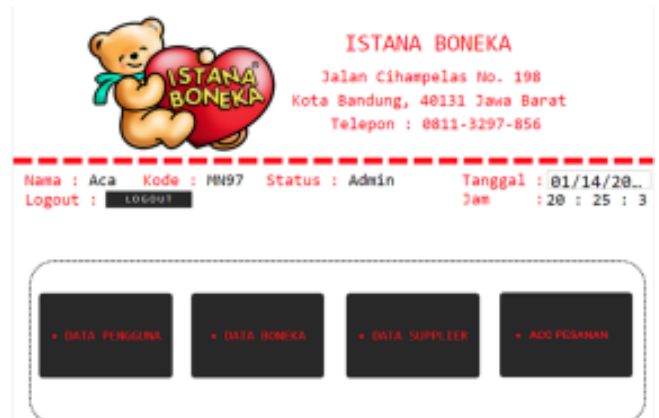 ISTANA
BONEKA
ISTANA BONEKA
Jalan Cihampelas No. 198
Kota Bandung, 40131 Jawa Barat
Telepon : 0811-3297-856
Nama : Aca Kode : MN97 Status : Admin Tanggal : 01/14/20…
Logout : LOGOUT Jam : 20 : 25 : 3
• DATA PENGGUNA • DATA BONEKA • DATA SUPPLIER • ACC PESANAN